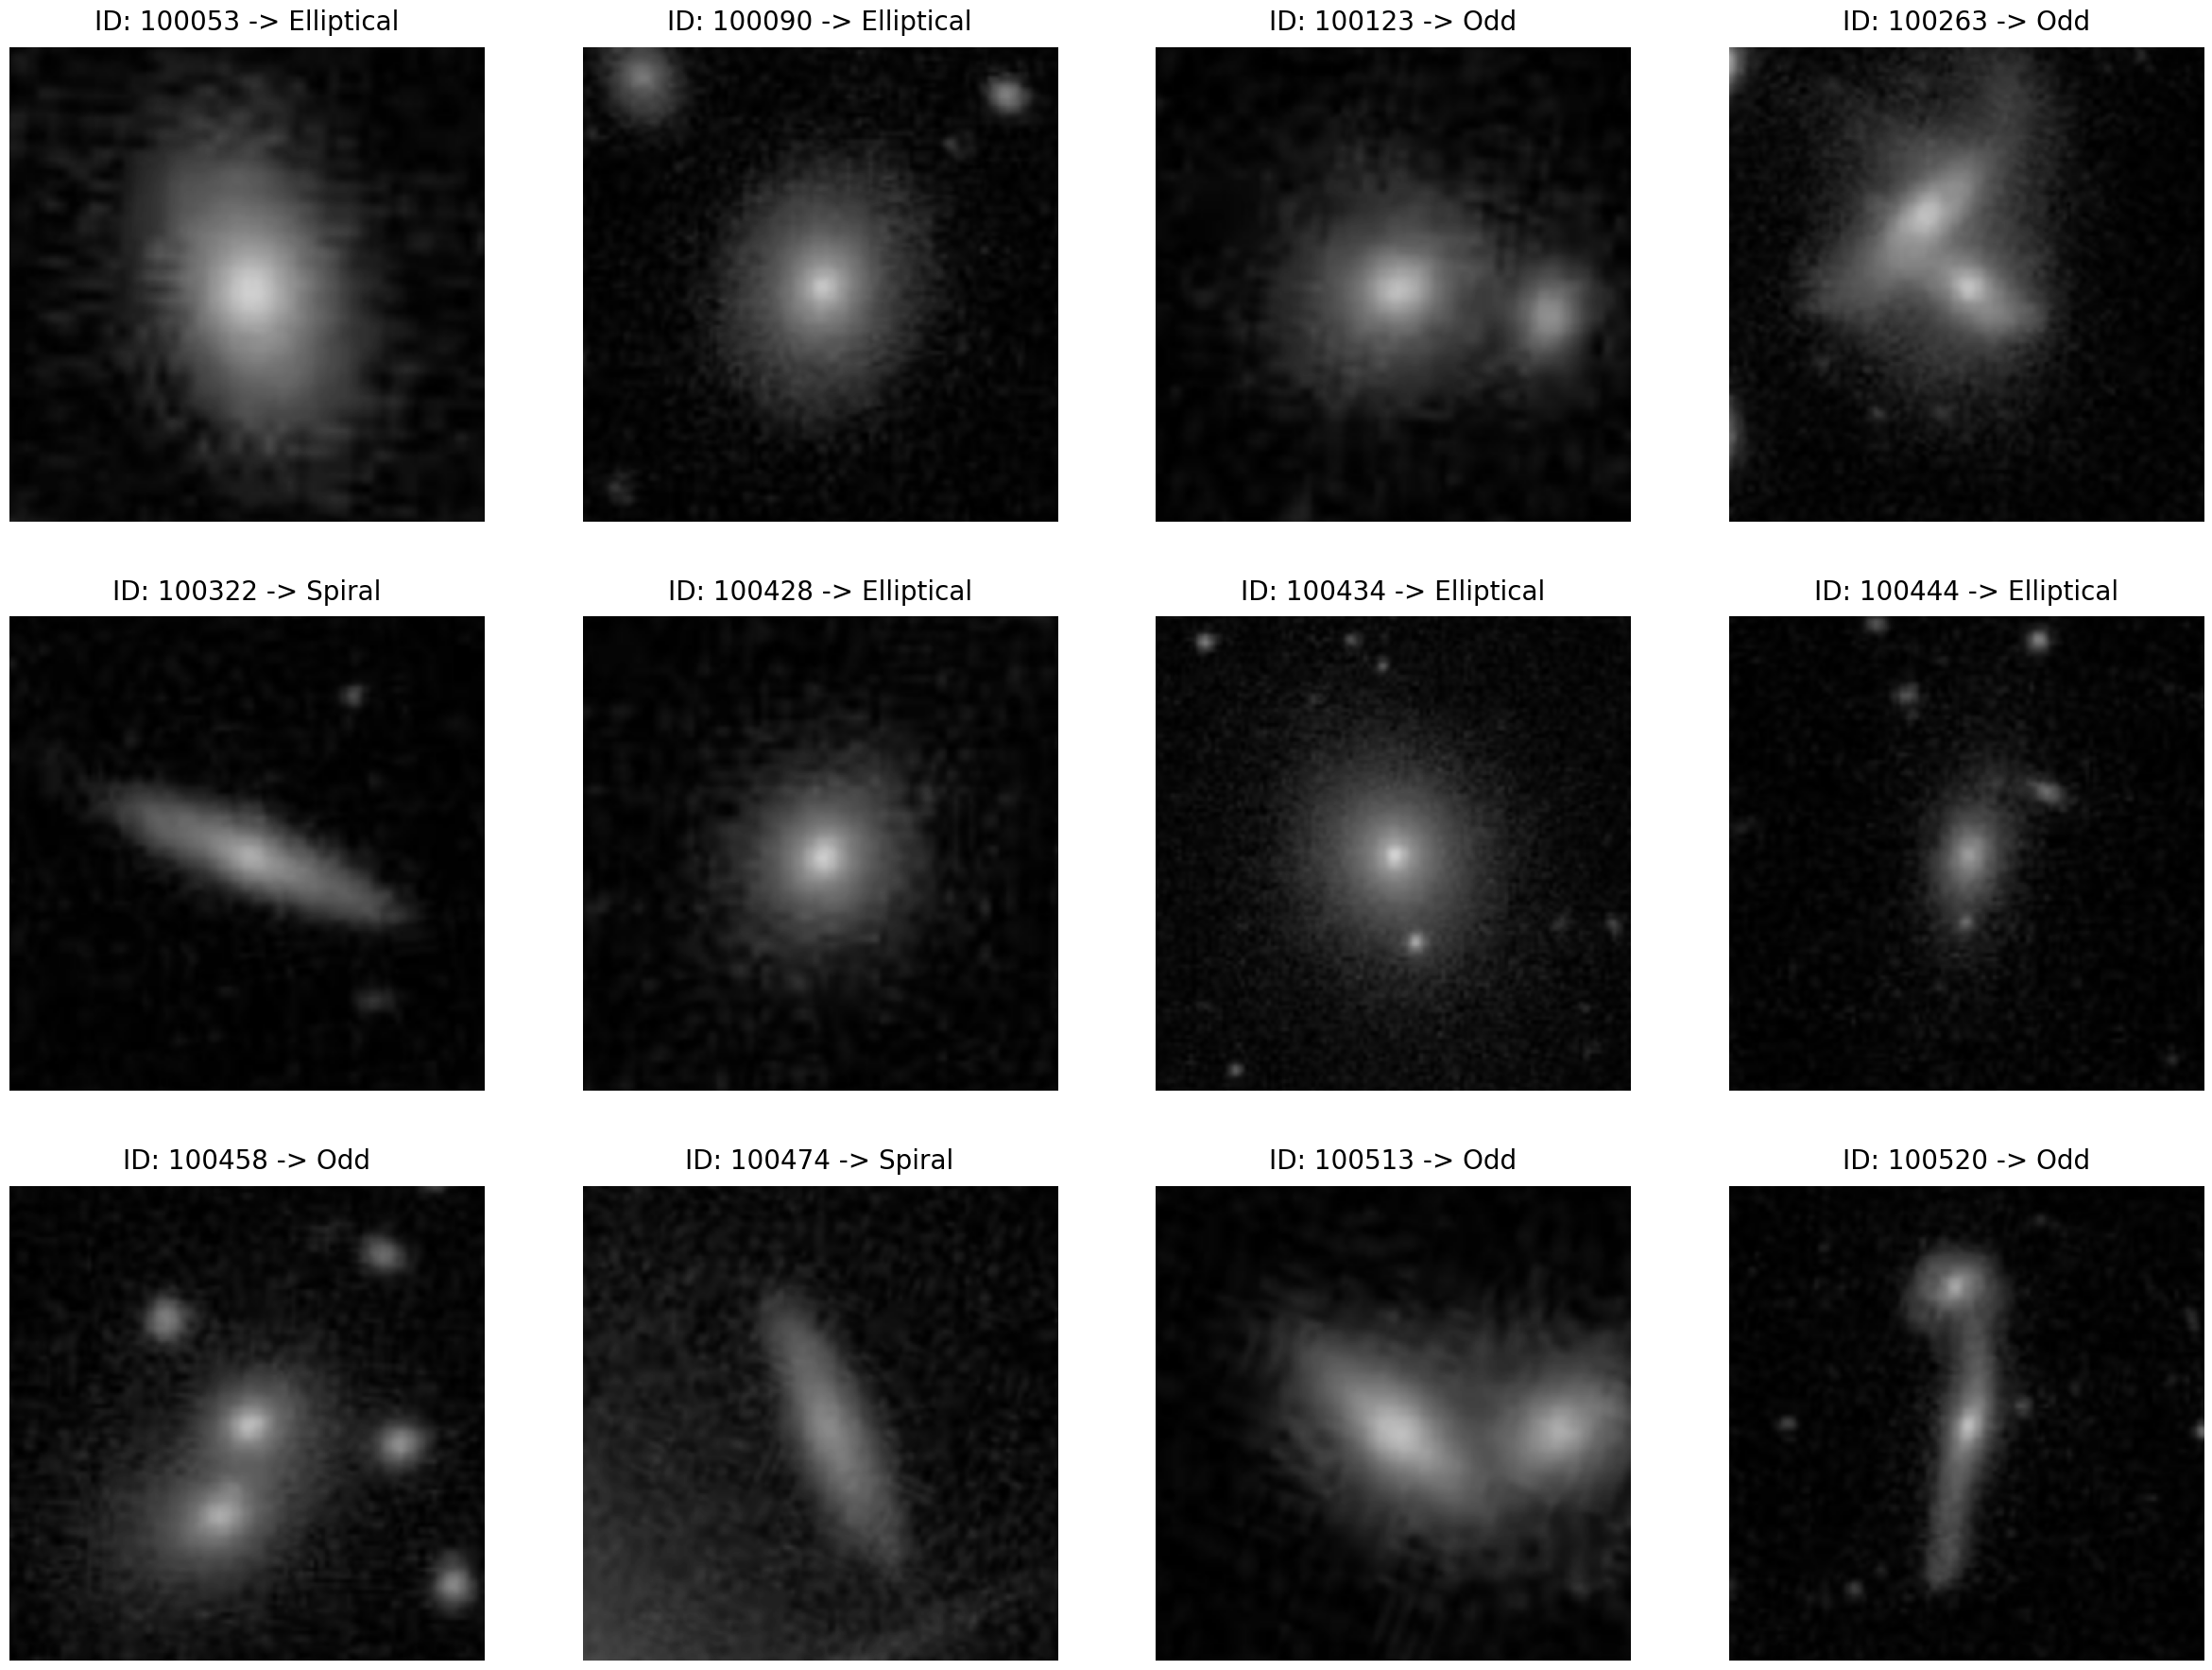 ID: 100053 -> Elliptical
ID: 100090 -> Elliptical
ID: 100123 -> Odd
ID: 100263 -> Odd
ID: 100322 -> Spiral
ID: 100428 -> Elliptical
ID: 100434 -> Elliptical
ID: 100444 -> Elliptical
ID: 100458 -> Odd
ID: 100474 -> Spiral
ID: 100513 -> Odd
ID: 100520 -> Odd